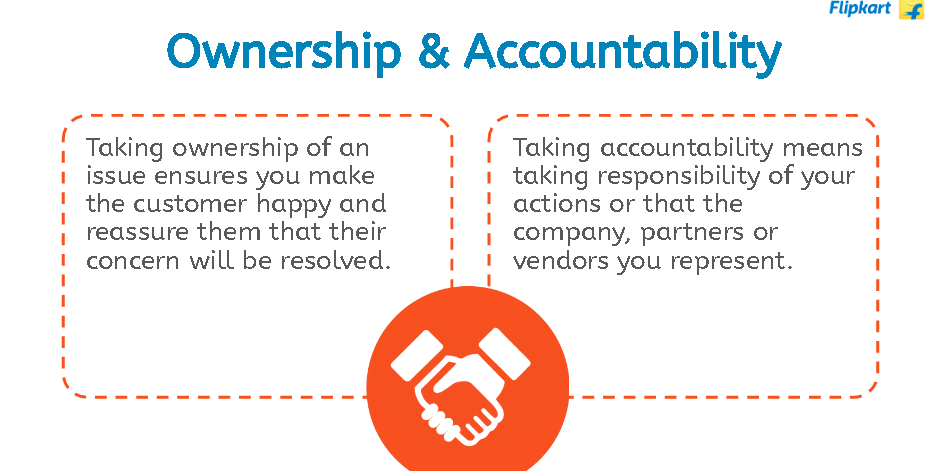 Flipkart
Ownership & Accountability
Taking ownership of an
issue ensures you make
the customer happy and
reassure them that their
concern will be resolved.
Taking accountability means
taking responsibility of your
actions or that the
company, partners or
vendors you represent.